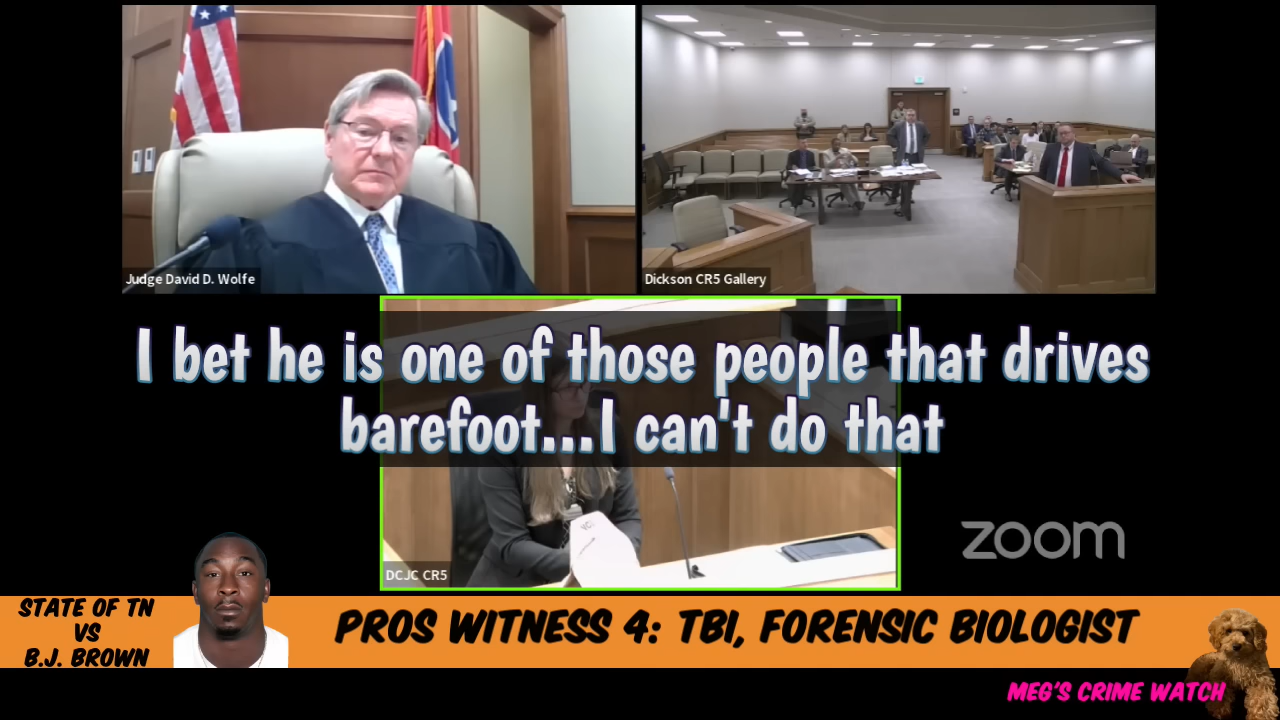 Judge David D. Wolfe
Dickson CR5 Gallery
I bet he is one of those people that drives
barefoot...I can't do that
DCJC CR5
zoom
STATE OF TN
VS
B.J. BROWN
PROS WITNESS 4: TBI, FORENSIC BIOLOGIST
MEG'S CRIME WATCH